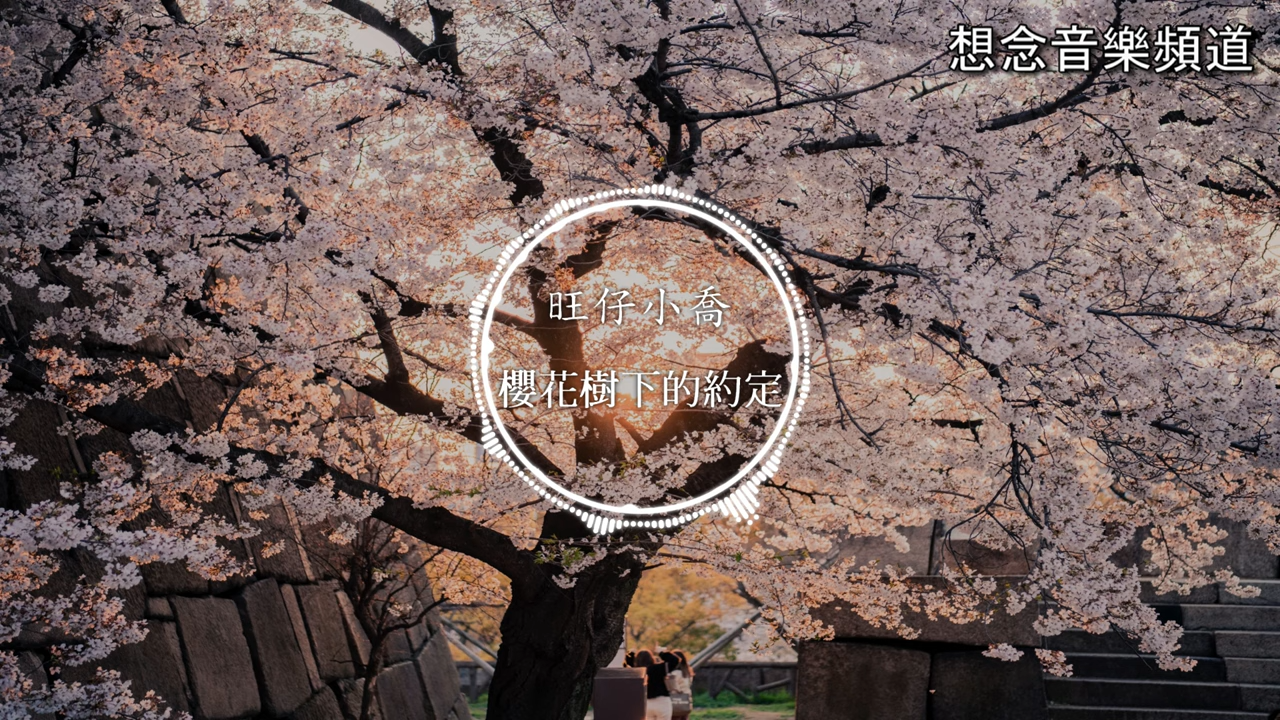 想念音樂頻道
旺仔小喬
櫻花樹下的約定